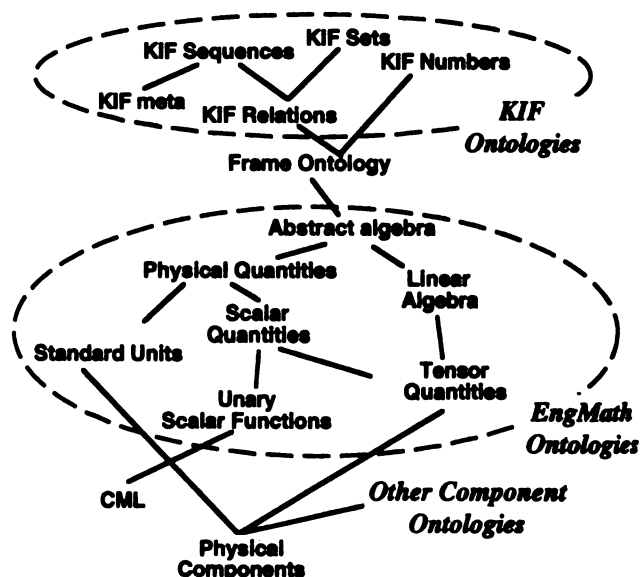 KIF Sets
KIF Sequences
KIF Numbers
KIF meta
KIF Relations
KIF
Ontologies
Frame Ontology
Abstract algebra
Physical Quantities
Linear
Algebra
Scalar
Quantities
Standard Units
Tensor
Quantities
Unary
Scalar Functions
EngMath
Ontologies
CML
Other Component
Ontologies
Physical
Components